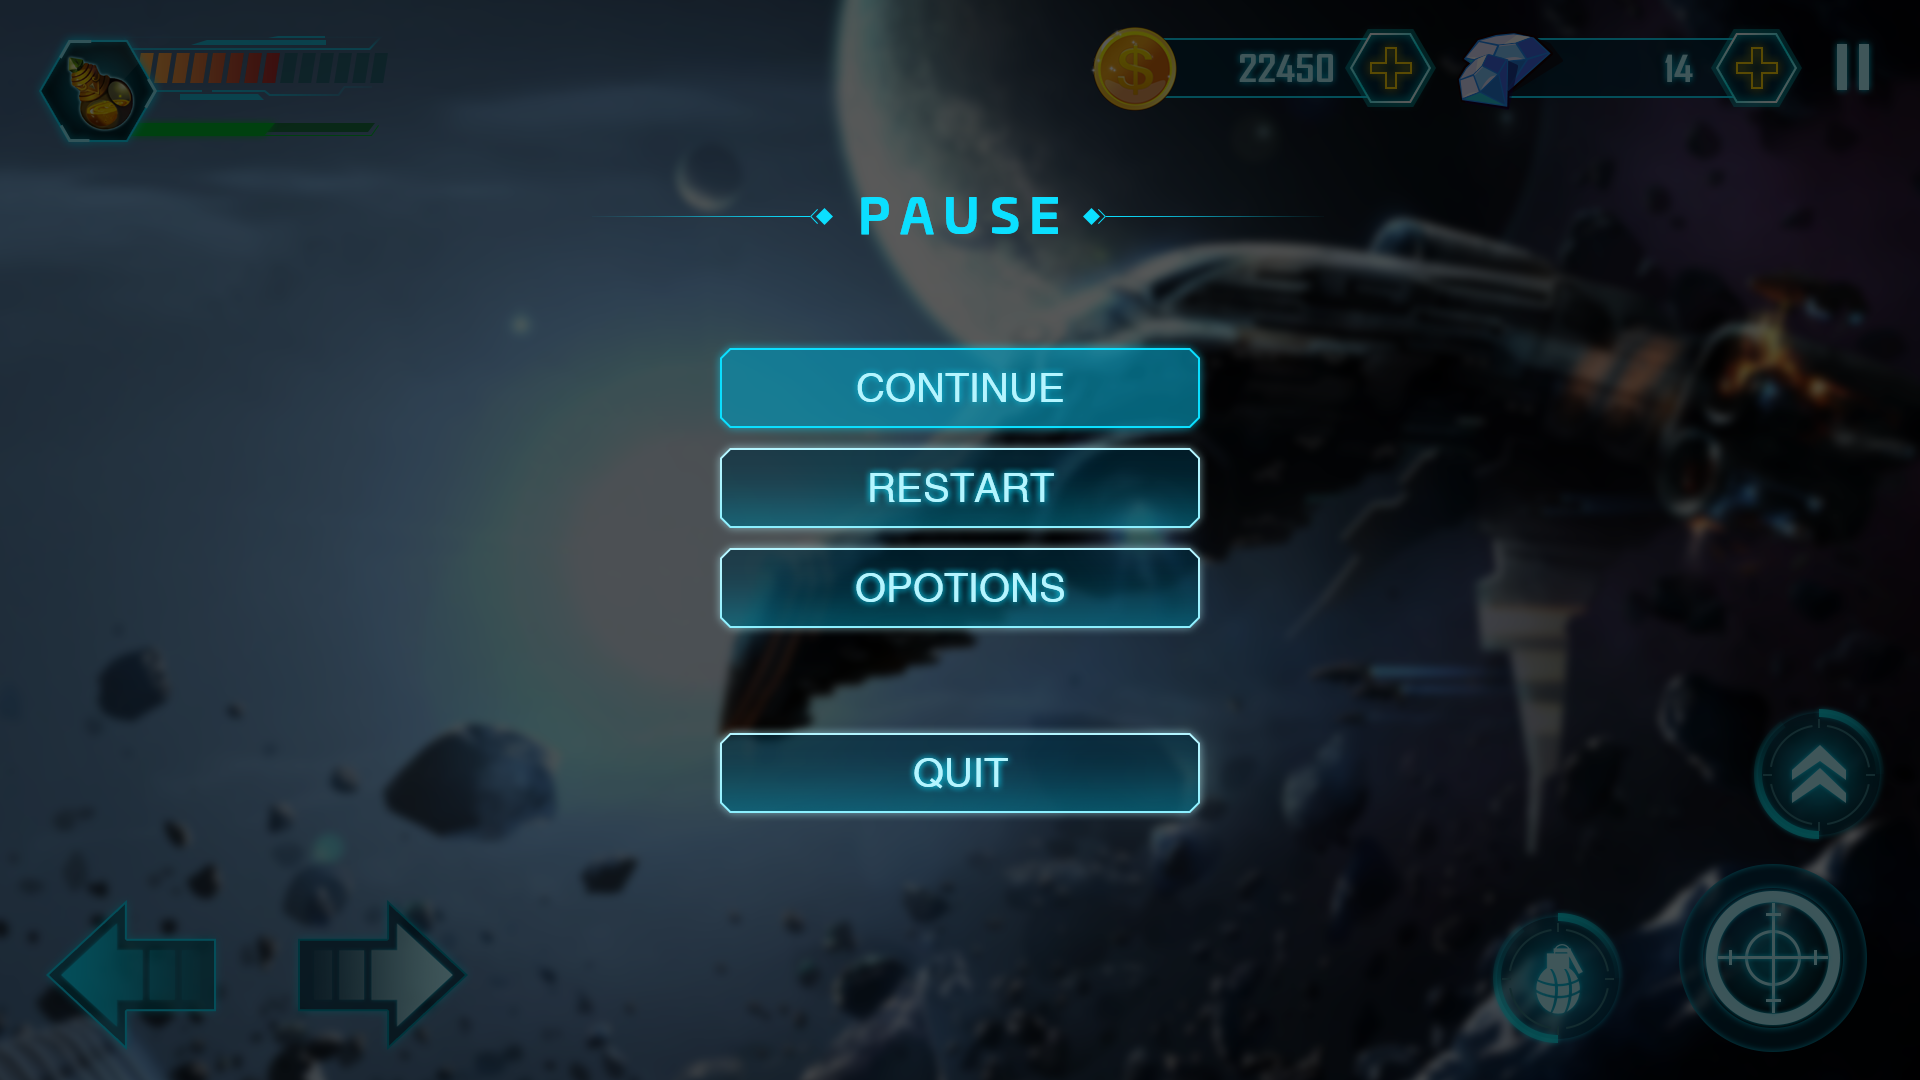 22450
14
PAUSE
CONTINUE
RESTART
OPOTIONS
QUIT